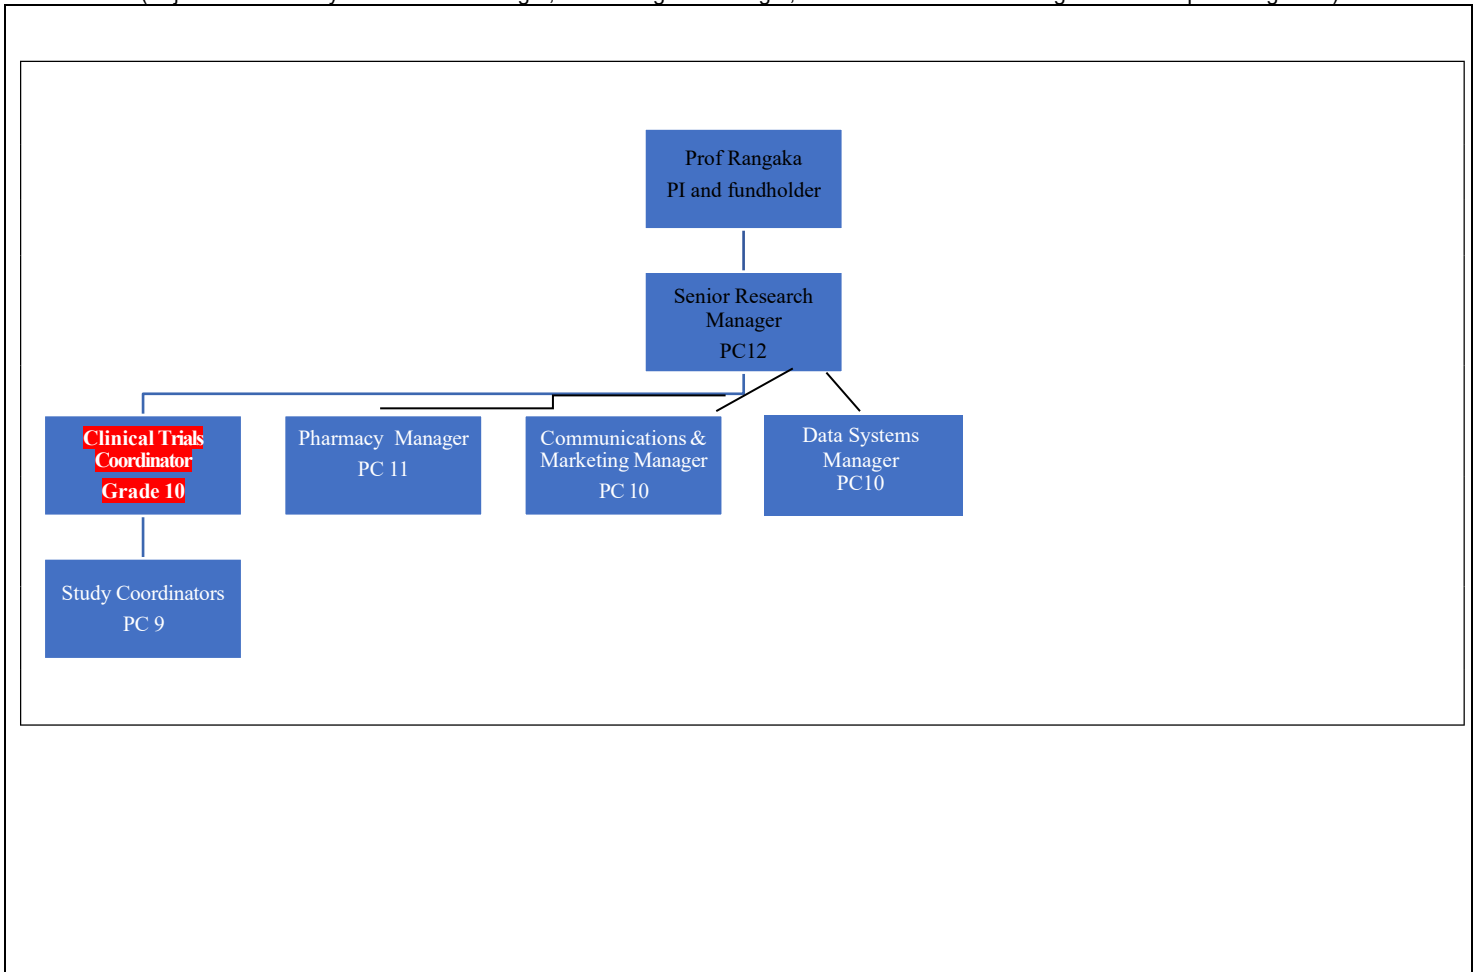 Prof Rangaka
PI and fundholder
Senior Research
Manager
PC12
Clinical Trials
Coordinator
Grade 10
Pharmacy Manager
PC 11
Communications &
Marketing Manager
PC 10
Data Systems
Manager
PC10
Study Coordinators
PC 9